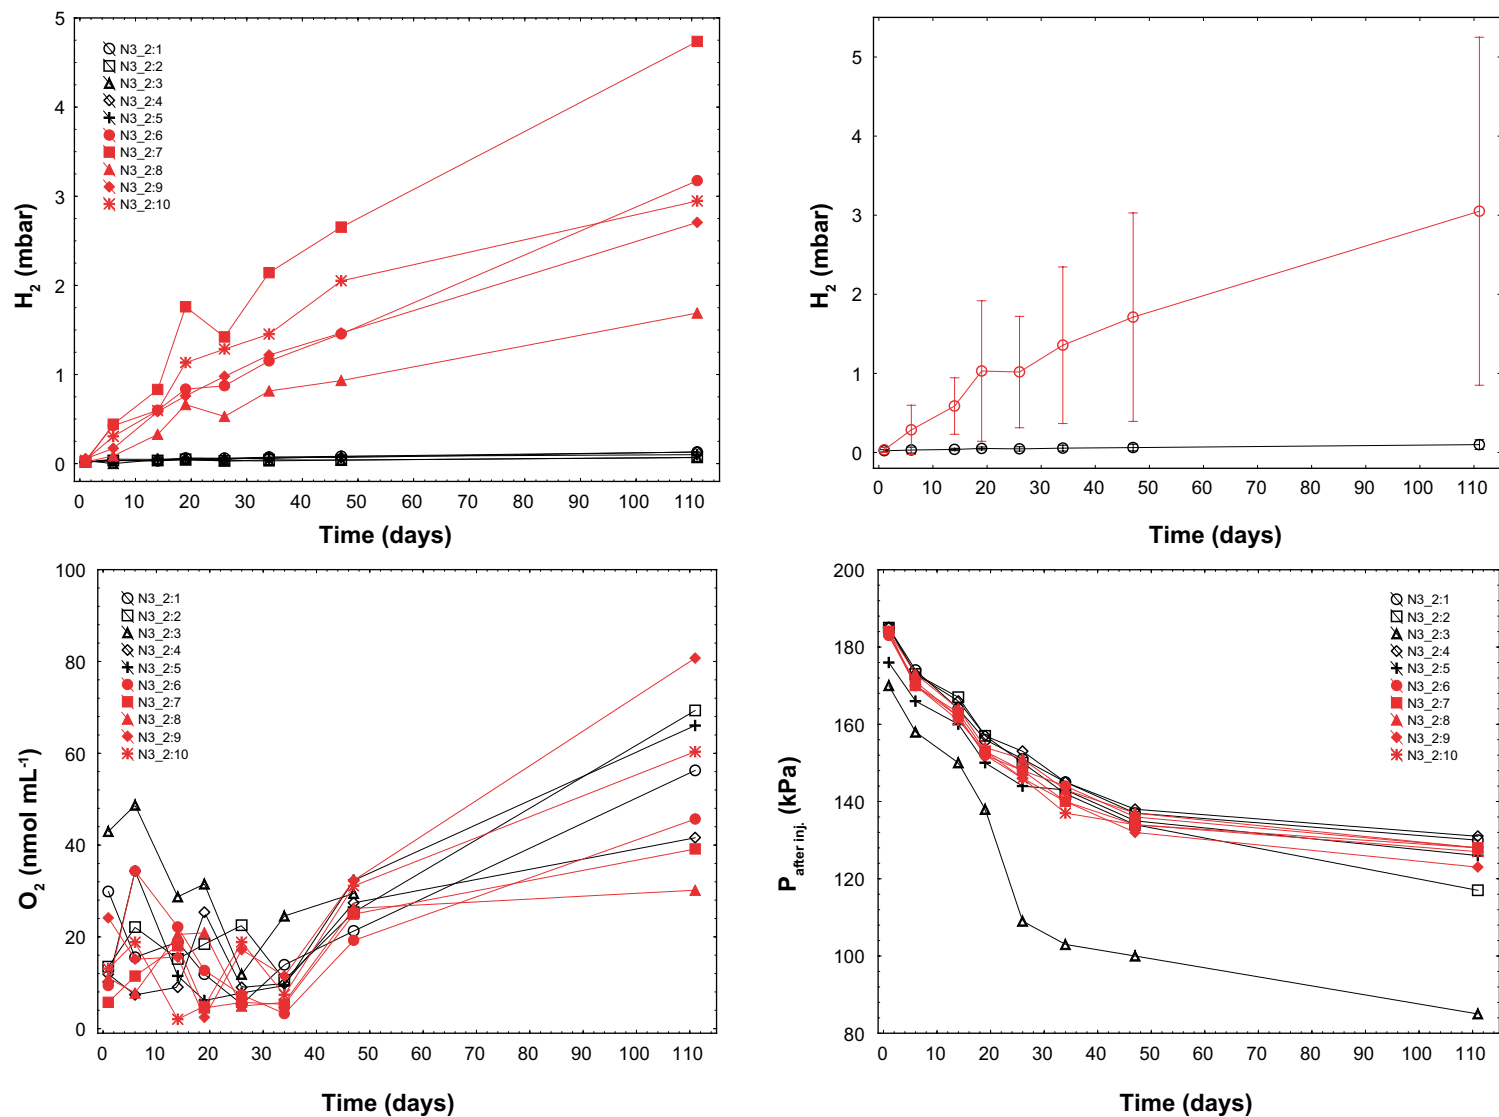 5
4
3
2
1
0
H2 (mbar)
N3_2:1
N3_2:2
N3_2:3
N3_2:4
N3_2:5
N3_2:6
N3_2:7
N3_2:8
N3_2:9
N3_2:10
0 10 20 30 40 50 60 70 80 90 100 110
Time (days)
5
4
3
2
1
0
H2 (mbar)
0 10 20 30 40 50 60 70 80 90 100 110
Time (days)
100
80
60
40
20
0
O2 (nmol mL-1)
N3_2:1
N3_2:2
N3_2:3
N3_2:4
N3_2:5
N3_2:6
N3_2:7
N3_2:8
N3_2:9
N3_2:10
0 10 20 30 40 50 60 70 80 90 100 110
Time (days)
200
180
160
140
120
100
80
Pafter inj. (kPa)
N3_2:1
N3_2:2
N3_2:3
N3_2:4
N3_2:5
N3_2:6
N3_2:7
N3_2:8
N3_2:9
N3_2:10
0 10 20 30 40 50 60 70 80 90 100 110
Time (days)